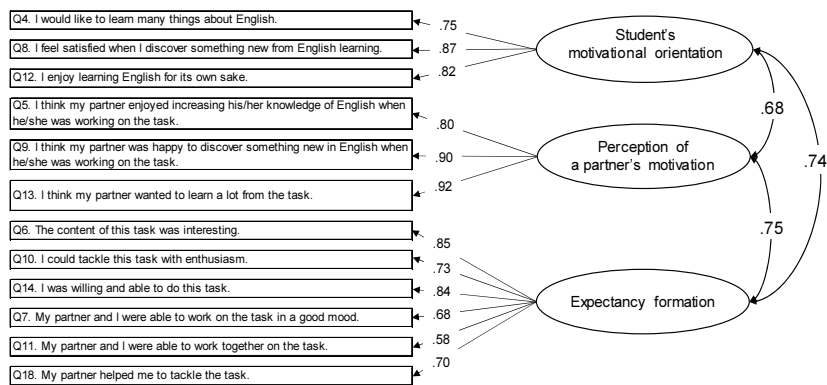 Q4. I would like to learn many things about English.
Q8. I feel satisfied when I discover something new from English learning.
Q12. I enjoy learning English for its own sake.
Q5. I think my partner enjoyed increasing his/her knowledge of English when
he/she was working on the task.
Q9. I think my partner was happy to discover something new in English when
he/she was working on the task.
Q13. I think my partner wanted to learn a lot from the task.
Q6. The content of this task was interesting.
Q10. I could tackle this task with enthusiasm.
Q14. I was willing and able to do this task.
Q7. My partner and I were able to work on the task in a good mood.
Q11. My partner and I were able to work together on the task.
Q18. My partner helped me to tackle the task.
.75
.87
.82
.80
.90
.92
.85
.73
.84
.68
.58
.70
Student's
motivational orientation
Perception of
a partner's motivation
Expectancy formation
.68
.74
.75